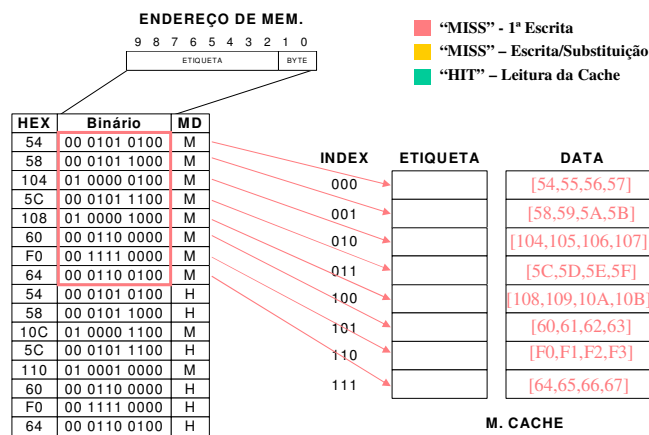 ENDEREÇO DE MEM.
9 8 7 6 5 4 3 2 1 0
ETIQUETA BYTE
"MISS" - 1ª Escrita
"MISS" – Escrita/Substituição
"HIT" – Leitura da Cache
HEX Binário MD
54 00 0101 0100 M
58 00 0101 1000 M
104 01 0000 0100 M
5C 00 0101 1100 M
108 01 0000 1000 M
60 00 0110 0000 M
F0 00 1111 0000 M
64 00 0110 0100 M
54 00 0101 0100 H
58 00 0101 1000 H
10C 01 0000 1100 M
5C 00 0101 1100 H
110 01 0001 0000 M
60 00 0110 0000 H
F0 00 1111 0000 H
64 00 0110 0100 H
INDEX ETIQUETA DATA
000 [54,55,56,57]
001 [58,59,5A,5B]
010 [104,105,106,107]
011 [5C,5D,5E,5F]
100 [108,109,10A,10B]
101 [60,61,62,63]
110 [F0,F1,F2,F3]
111 [64,65,66,67]
M. CACHE